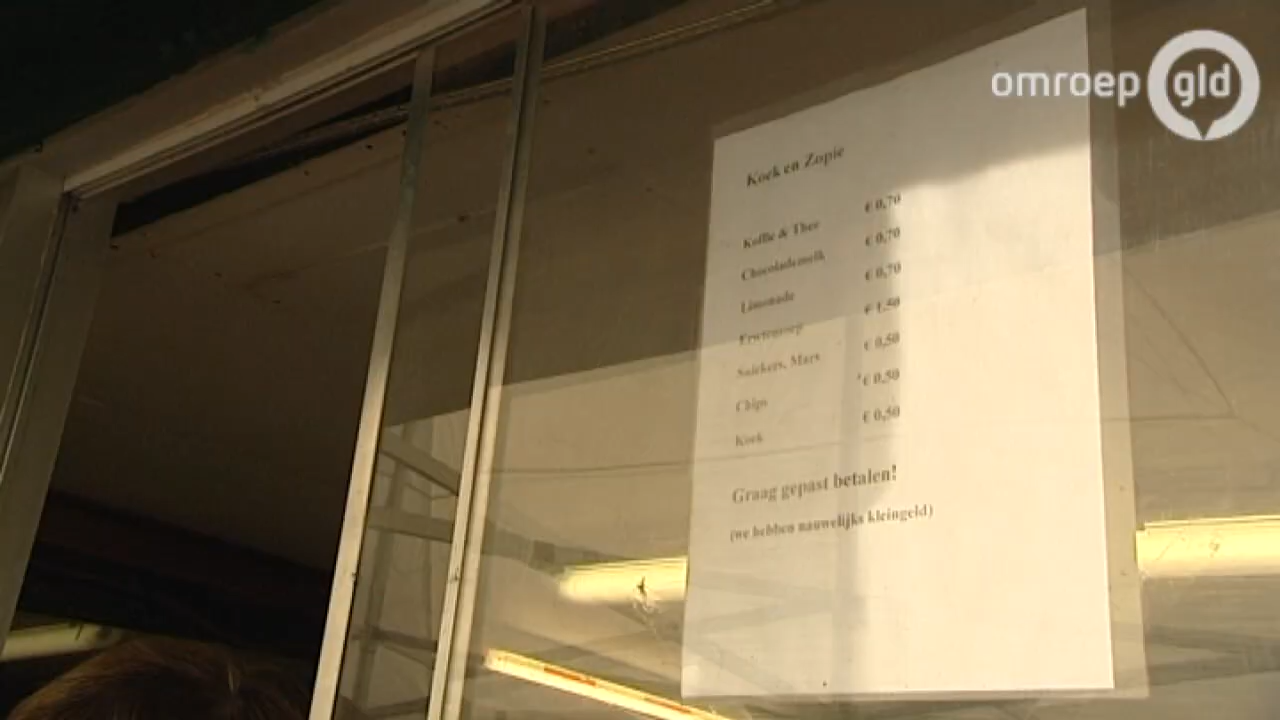 omroep gld
Koek en Zopie
Koffie & Thee € 0,70
Chocolademelk € 0,70
Limonade € 0,70
Erwtensoep € 1,50
Snickers, Mars € 0,50
Chips € 0,50
Koek € 0,50
Graag gepast betalen!
(we hebben nauwelijks kleingeld)